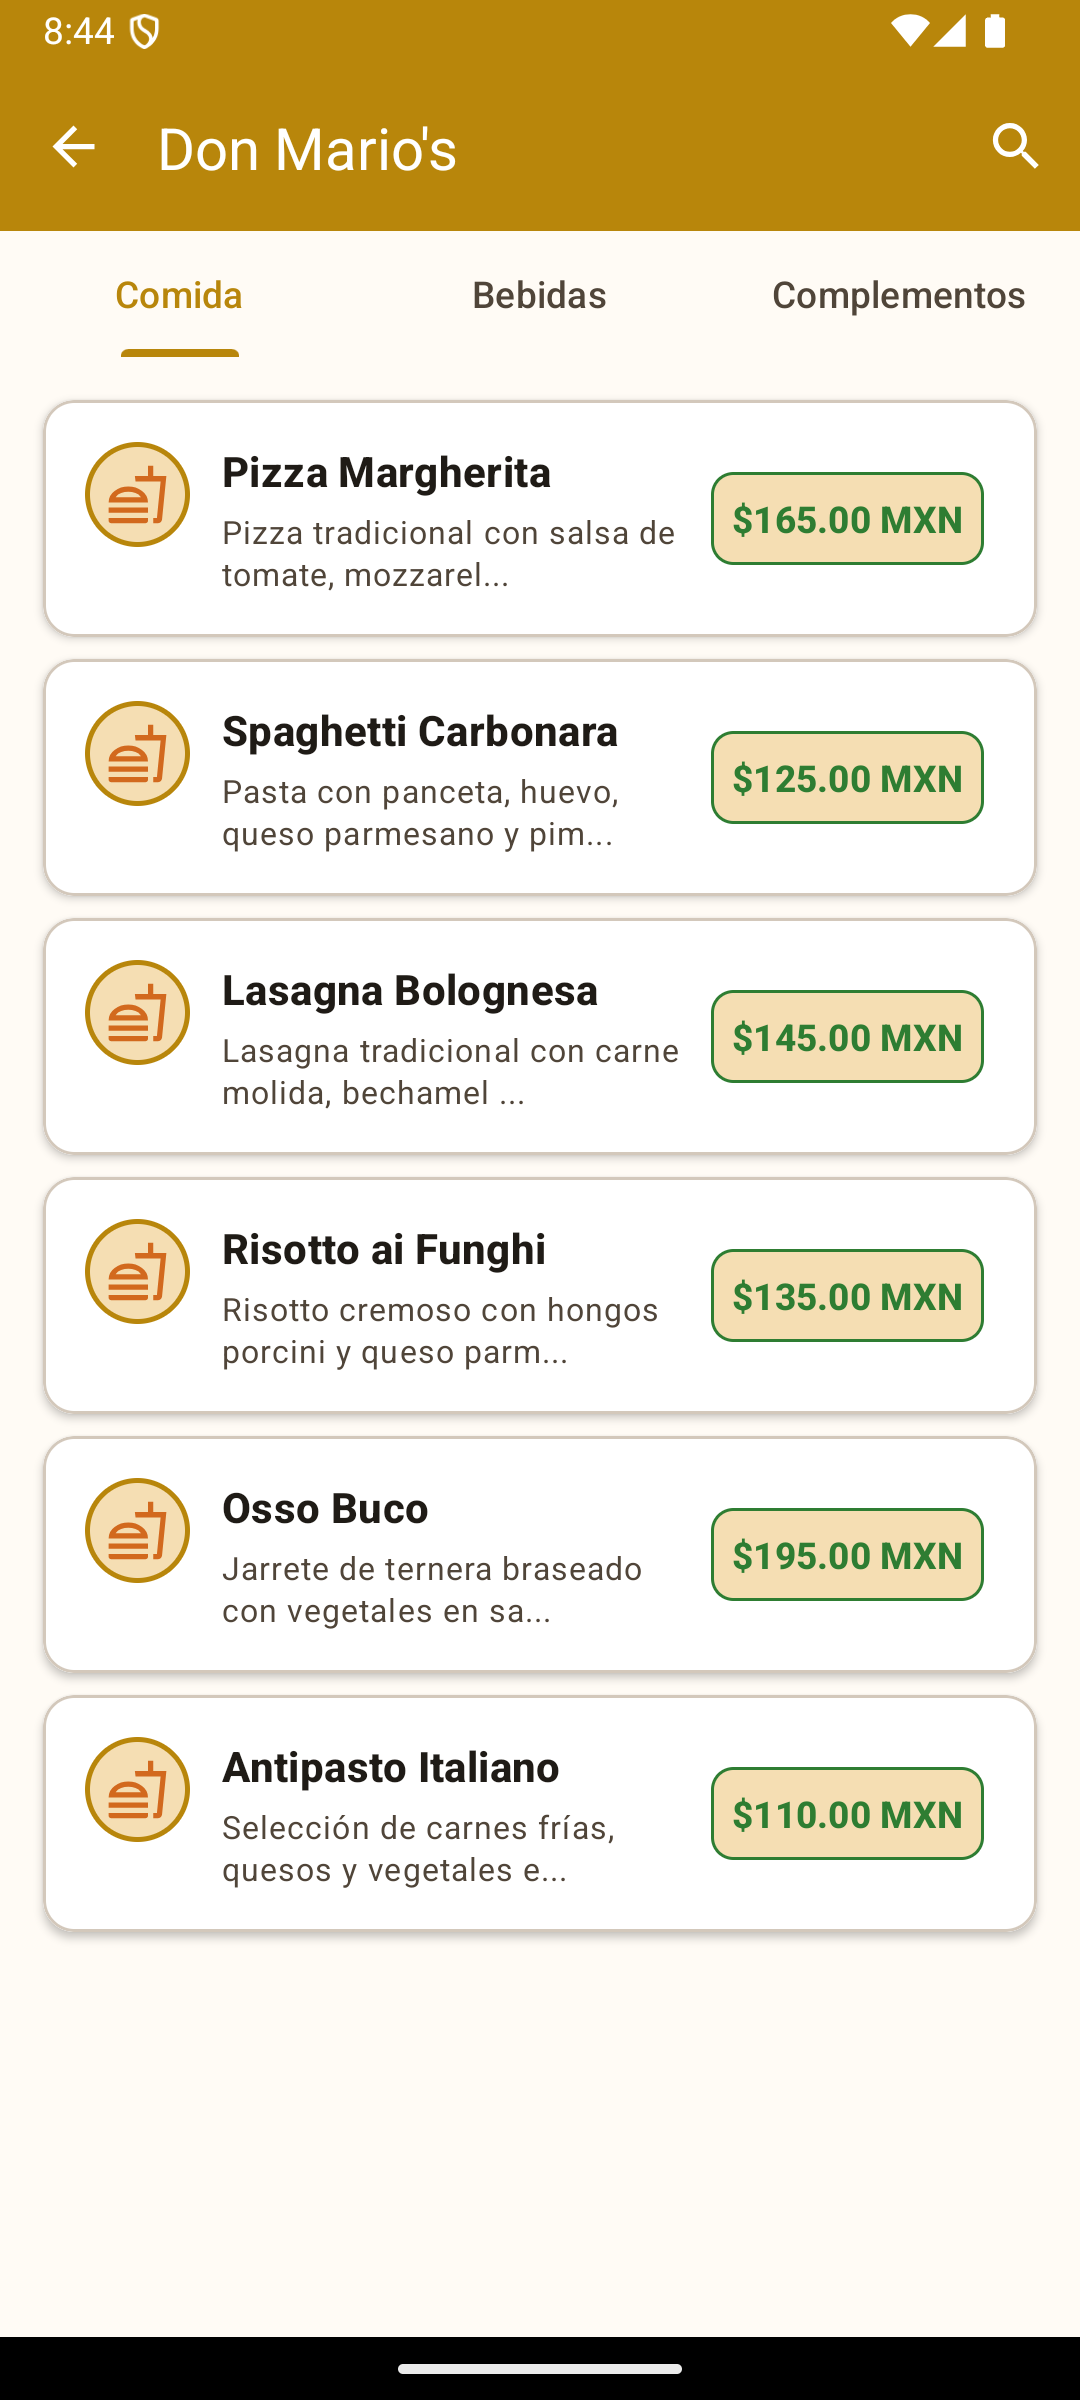 8:44
Don Mario's
Comida
Bebidas
Complementos
Pizza Margherita
Pizza tradicional con salsa de
tomate, mozzarel...
$165.00 MXN
Spaghetti Carbonara
Pasta con panceta, huevo,
queso parmesano y pim...
$125.00 MXN
Lasagna Bolognesa
Lasagna tradicional con carne
molida, bechamel ...
$145.00 MXN
Risotto ai Funghi
Risotto cremoso con hongos
porcini y queso parm...
$135.00 MXN
Osso Buco
Jarrete de ternera braseado
con vegetales en sa...
$195.00 MXN
Antipasto Italiano
Selección de carnes frías,
quesos y vegetales e...
$110.00 MXN